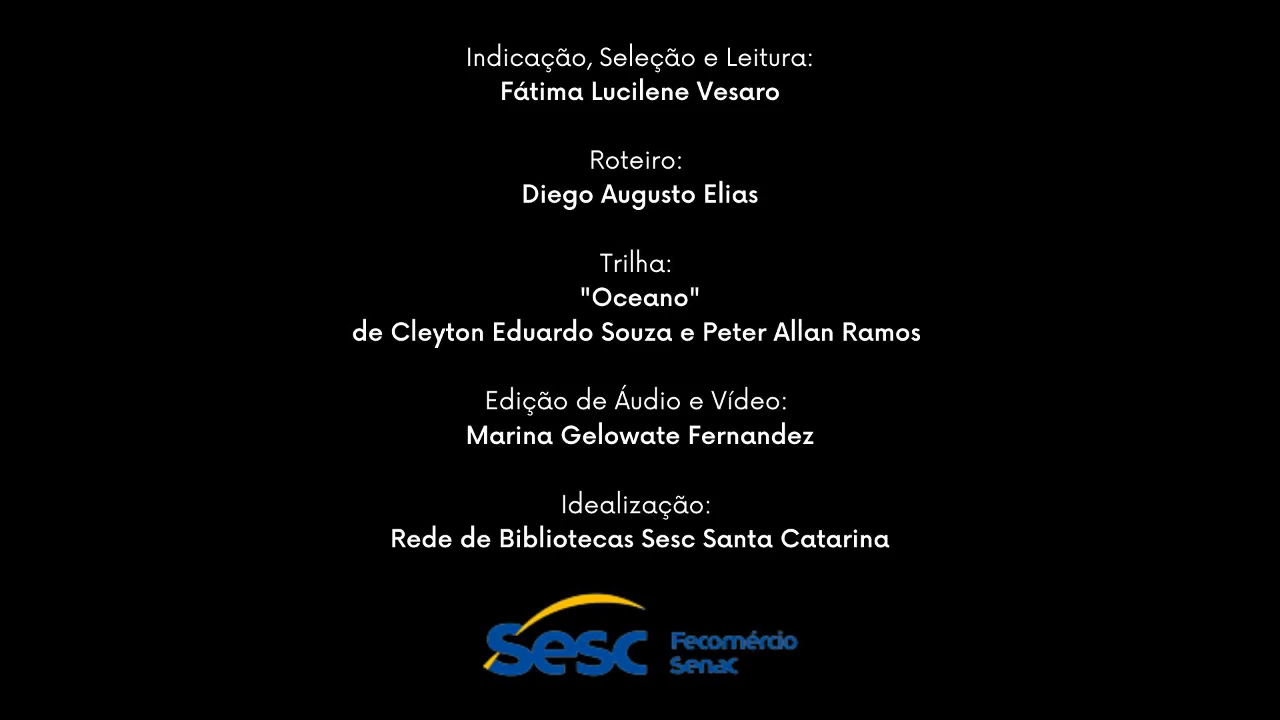 Indicação, Seleção e Leitura:
Fátima Lucilene Vesaro
Roteiro:
Diego Augusto Elias
Trilha:
"Oceano"
de Cleyton Eduardo Souza e Peter Allan Ramos
Edição de Áudio e Vídeo:
Marina Gelowate Fernandez
Idealização:
Rede de Bibliotecas Sesc Santa Catarina
Sesc
Fecomércio
Senac